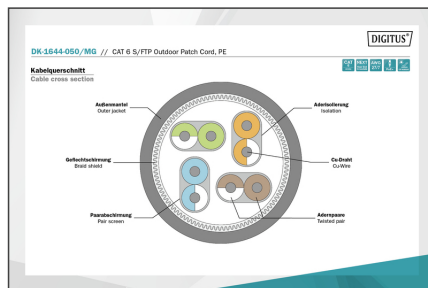 DIGITUS®
DK-1644-050/MG // CAT 6 S/FTP Outdoor Patch Cord, PE
Kabelquerschnitt
Cable cross section
Außenmantel
Outer jacket
Aderisolierung
Isolation
Geflechtschirmung
Braid shield
Cu-Draht
Cu-Wire
Paarabschirmung
Pair screen
Adernpaare
Twisted pair